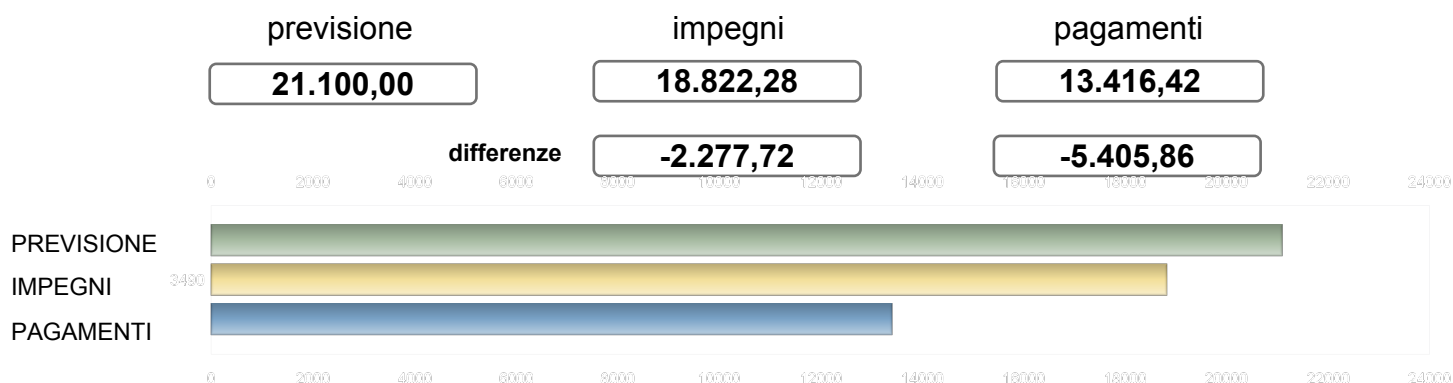 previsione impegni pagamenti
21.100,00 18.822,28 13.416,42
differenze -2.277,72 -5.405,86
0 2000 4000 6000 8000 10000 12000 14000 16000 18000 20000 22000 24000
PREVISIONE
3490
IMPEGNI
PAGAMENTI
0 2000 4000 6000 8000 10000 12000 14000 16000 18000 20000 22000 24000